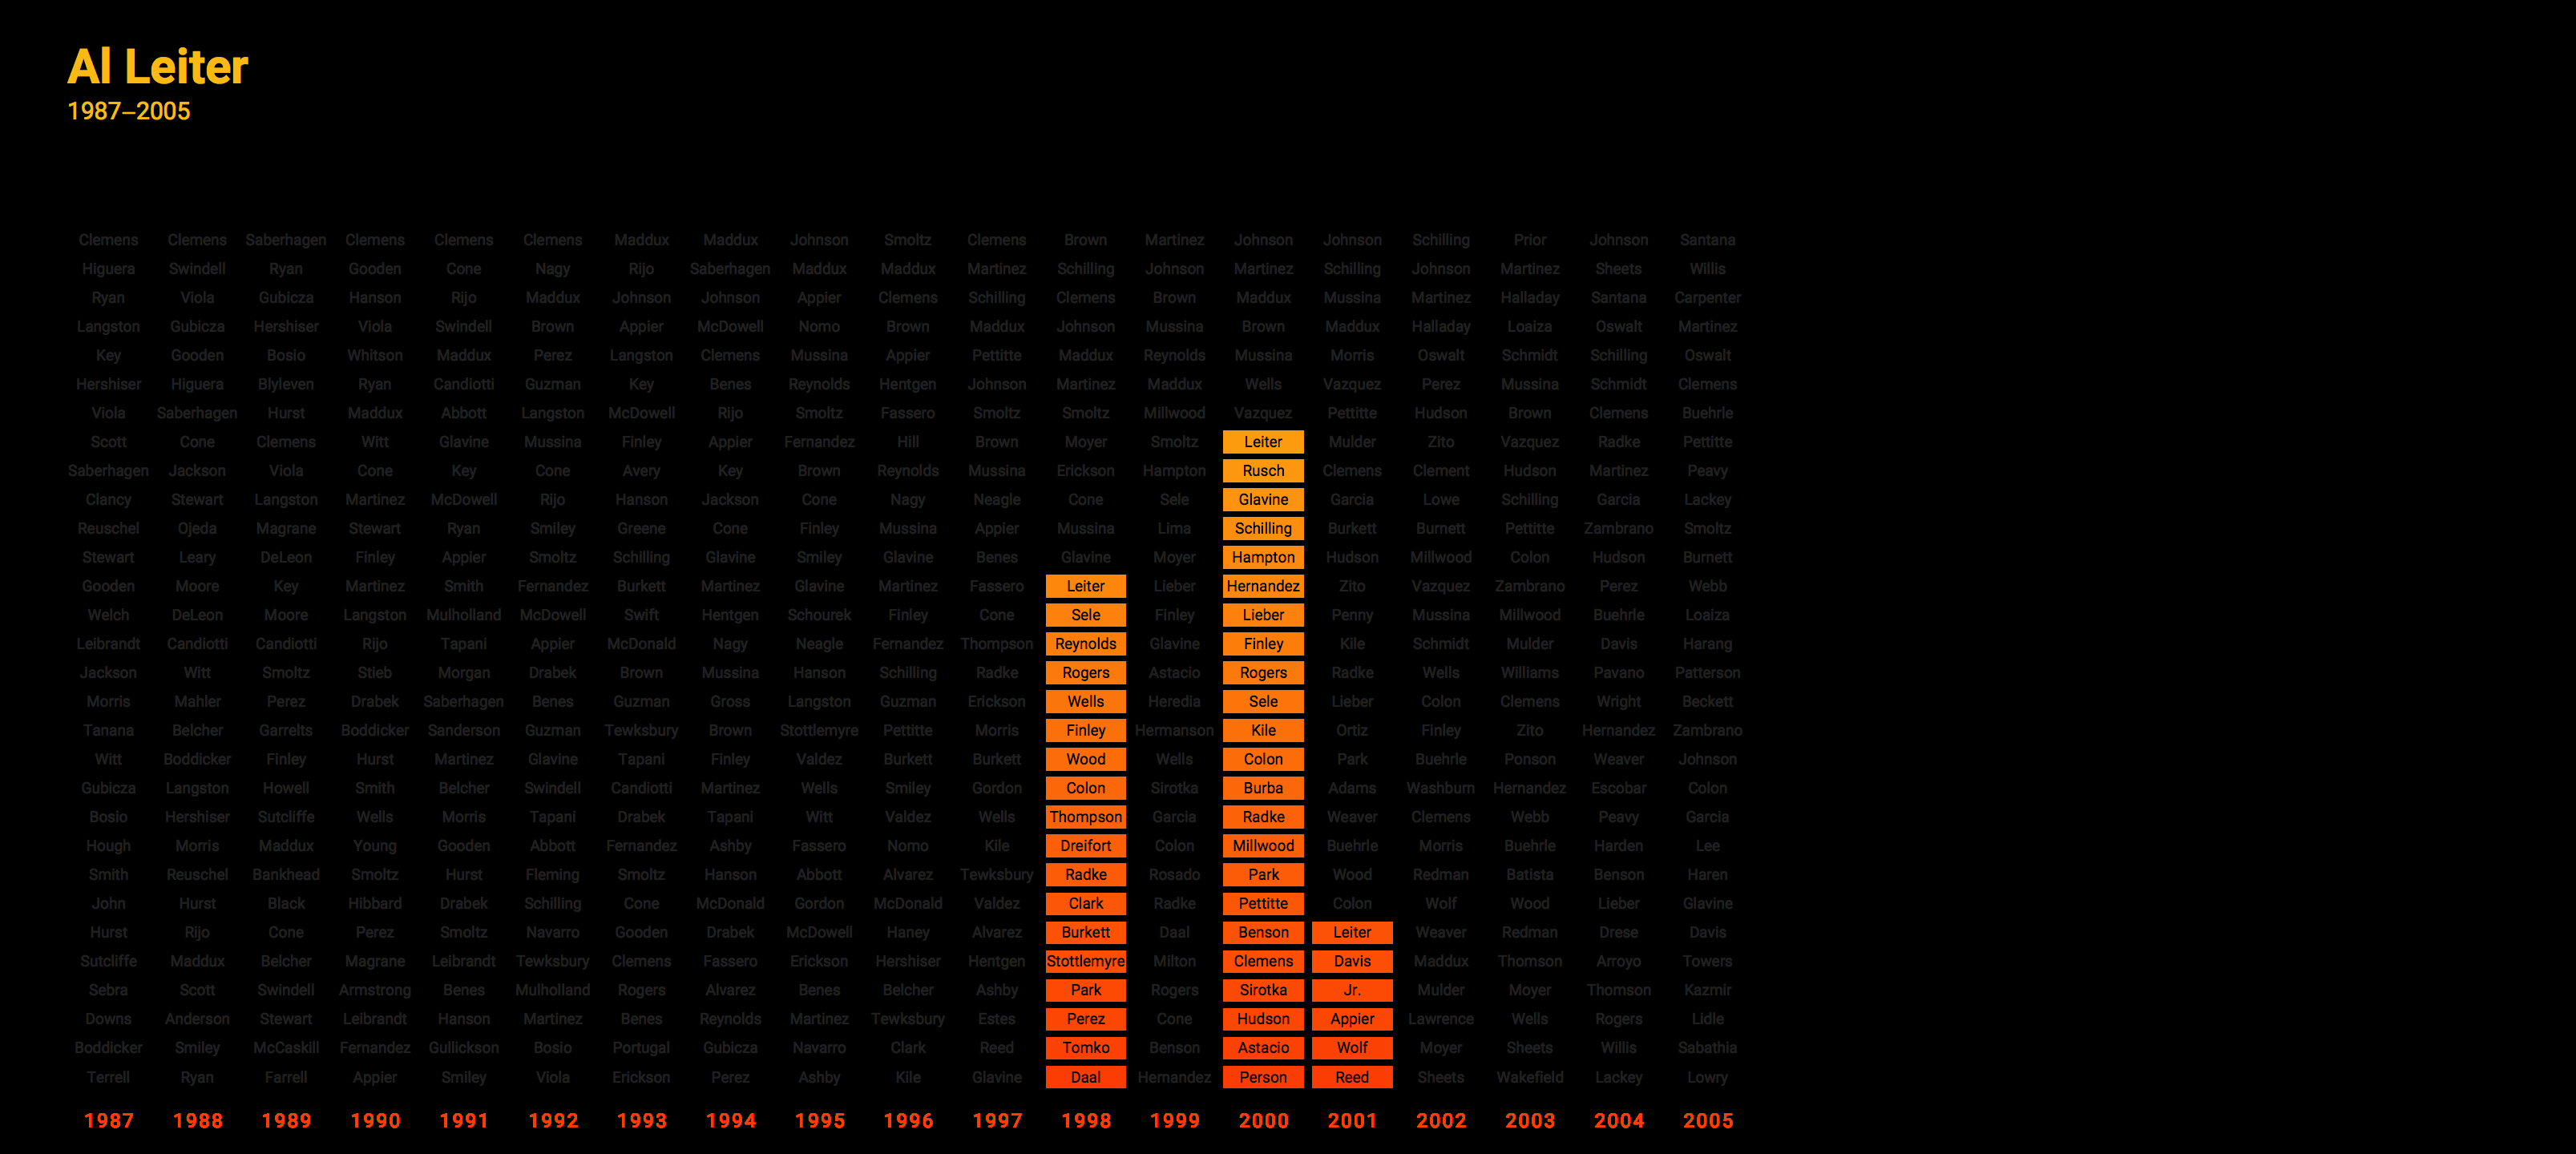 Al Leiter
1987–2005
Clemens Clemens Saberhagen Clemens Clemens Clemens Maddux Maddux Johnson Smoltz Clemens Brown Martinez Johnson Johnson Schilling Prior Johnson Santana
Higuera Swindell Ryan Gooden Cone Nagy Rijo Saberhagen Maddux Maddux Martinez Schilling Johnson Martinez Schilling Johnson Martinez Sheets Willis
Ryan Viola Gubicza Hanson Rijo Maddux Johnson Johnson Appier Clemens Schilling Clemens Brown Maddux Mussina Martinez Halladay Santana Carpenter
Langston Gubicza Hershiser Viola Swindell Brown Appier McDowell Nomo Brown Maddux Johnson Mussina Brown Maddux Halladay Loaiza Oswalt Martinez
Key Gooden Bosio Whitson Maddux Perez Langston Clemens Mussina Appier Pettitte Maddux Reynolds Mussina Morris Oswalt Schmidt Schilling Oswalt
Hershiser Higuera Blyleven Ryan Candiotti Guzman Key Benes Reynolds Hentgen Johnson Martinez Maddux Wells Vazquez Perez Mussina Schmidt Clemens
Viola Saberhagen Hurst Maddux Abbott Langston McDowell Rijo Smoltz Fassero Smoltz Smoltz Millwood Vazquez Pettitte Hudson Brown Clemens Buehrle
Scott Cone Clemens Witt Glavine Mussina Finley Appier Fernandez Hill Brown Moyer Smoltz Leiter Mulder Zito Vazquez Radke Pettitte
Saberhagen Jackson Viola Cone Key Cone Avery Key Brown Reynolds Mussina Erickson Hampton Rusch Clemens Clement Hudson Martinez Peavy
Clancy Stewart Langston Martinez McDowell Rijo Hanson Jackson Cone Nagy Neagle Cone Sele Glavine Garcia Lowe Schilling Garcia Lackey
Reuschel Ojeda Magrane Stewart Ryan Smiley Greene Cone Finley Mussina Appier Mussina Lima Schilling Burkett Burnett Pettitte Zambrano Smoltz
Stewart Leary DeLeon Finley Appier Smoltz Schilling Glavine Smiley Glavine Benes Glavine Moyer Hampton Hudson Millwood Colon Hudson Burnett
Gooden Moore Key Martinez Smith Fernandez Burkett Martinez Glavine Martinez Fassero Leiter Lieber Hernandez Zito Vazquez Zambrano Perez Webb
Welch DeLeon Moore Langston Mulholland McDowell Swift Hentgen Schourek Finley Cone Sele Finley Lieber Penny Mussina Millwood Buehrle Loaiza
Leibrandt Candiotti Candiotti Rijo Tapani Appier McDonald Nagy Neagle Fernandez Thompson Reynolds Glavine Finley Kile Schmidt Mulder Davis Harang
Jackson Witt Smoltz Stieb Morgan Drabek Brown Mussina Hanson Schilling Radke Rogers Astacio Rogers Radke Wells Williams Pavano Patterson
Morris Mahler Perez Drabek Saberhagen Benes Guzman Gross Langston Guzman Erickson Wells Heredia Sele Lieber Colon Clemens Wright Beckett
Tanana Belcher Garrelts Boddicker Sanderson Guzman Tewksbury Brown Stottlemyre Pettitte Morris Finley Hermanson Kile Ortiz Finley Zito Hernandez Zambrano
Witt Boddicker Finley Hurst Martinez Glavine Tapani Finley Valdez Burkett Burkett Wood Wells Colon Park Buehrle Ponson Weaver Johnson
Gubicza Langston Howell Smith Belcher Swindell Candiotti Martinez Wells Smiley Gordon Colon Sirotka Burba Adams Washburn Hernandez Escobar Colon
Bosio Hershiser Sutcliffe Wells Morris Tapani Drabek Tapani Witt Valdez Wells Thompson Garcia Radke Weaver Clemens Webb Peavy Garcia
Hough Morris Maddux Young Gooden Abbott Fernandez Ashby Fassero Nomo Kile Dreifort Colon Millwood Buehrle Morris Buehrle Harden Lee
Smith Reuschel Bankhead Smoltz Hurst Fleming Smoltz Hanson Abbott Alvarez Tewksbury Radke Rosado Park Wood Redman Batista Benson Haren
John Hurst Black Hibbard Drabek Schilling Cone McDonald Gordon McDonald Valdez Clark Radke Pettitte Colon Wolf Wood Lieber Glavine
Hurst Rijo Cone Perez Smoltz Navarro Gooden Drabek McDowell Haney Alvarez Burkett Daal Benson Leiter Weaver Redman Drese Davis
Sutcliffe Maddux Belcher Magrane Leibrandt Tewksbury Clemens Fassero Erickson Hershiser Hentgen Stottlemyre Milton Clemens Davis Maddux Thomson Arroyo Towers
Sebra Scott Swindell Armstrong Benes Mulholland Rogers Alvarez Benes Belcher Ashby Park Rogers Sirotka Jr. Mulder Moyer Thomson Kazmir
Downs Anderson Stewart Leibrandt Hanson Martinez Benes Reynolds Martinez Tewksbury Estes Perez Cone Hudson Appier Lawrence Wells Rogers Lidle
Boddicker Smiley McCaskill Fernandez Gullickson Bosio Portugal Gubicza Navarro Clark Reed Tomko Benson Astacio Wolf Moyer Sheets Willis Sabathia
Terrell Ryan Farrell Appier Smiley Viola Erickson Perez Ashby Kile Glavine Daal Hernandez Person Reed Sheets Wakefield Lackey Lowry
1987 1988 1989 1990 1991 1992 1993 1994 1995 1996 1997 1998 1999 2000 2001 2002 2003 2004 2005